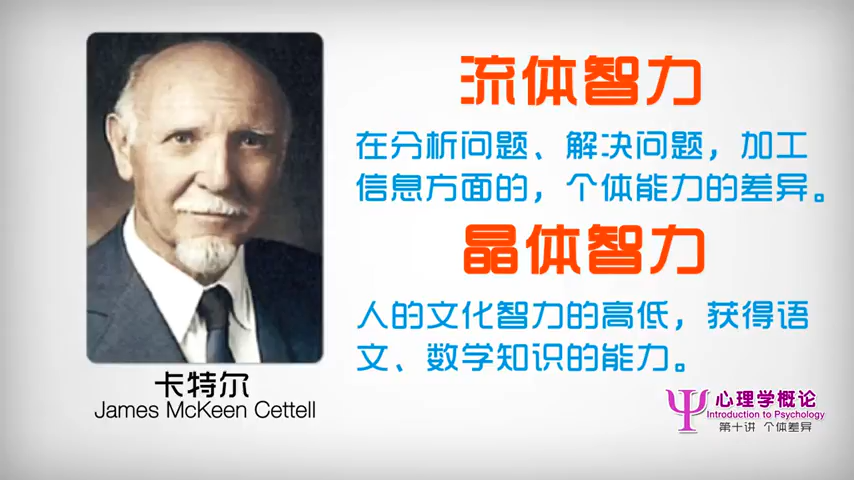 流体智力
在分析问题、解决问题，加工
信息方面的，个体能力的差异。
晶体智力
人的文化智力的高低，获得语
文、数学知识的能力。
卡特尔
James McKeen Cettell
心理学概论
Introduction to Psychology
第十讲 个体差异